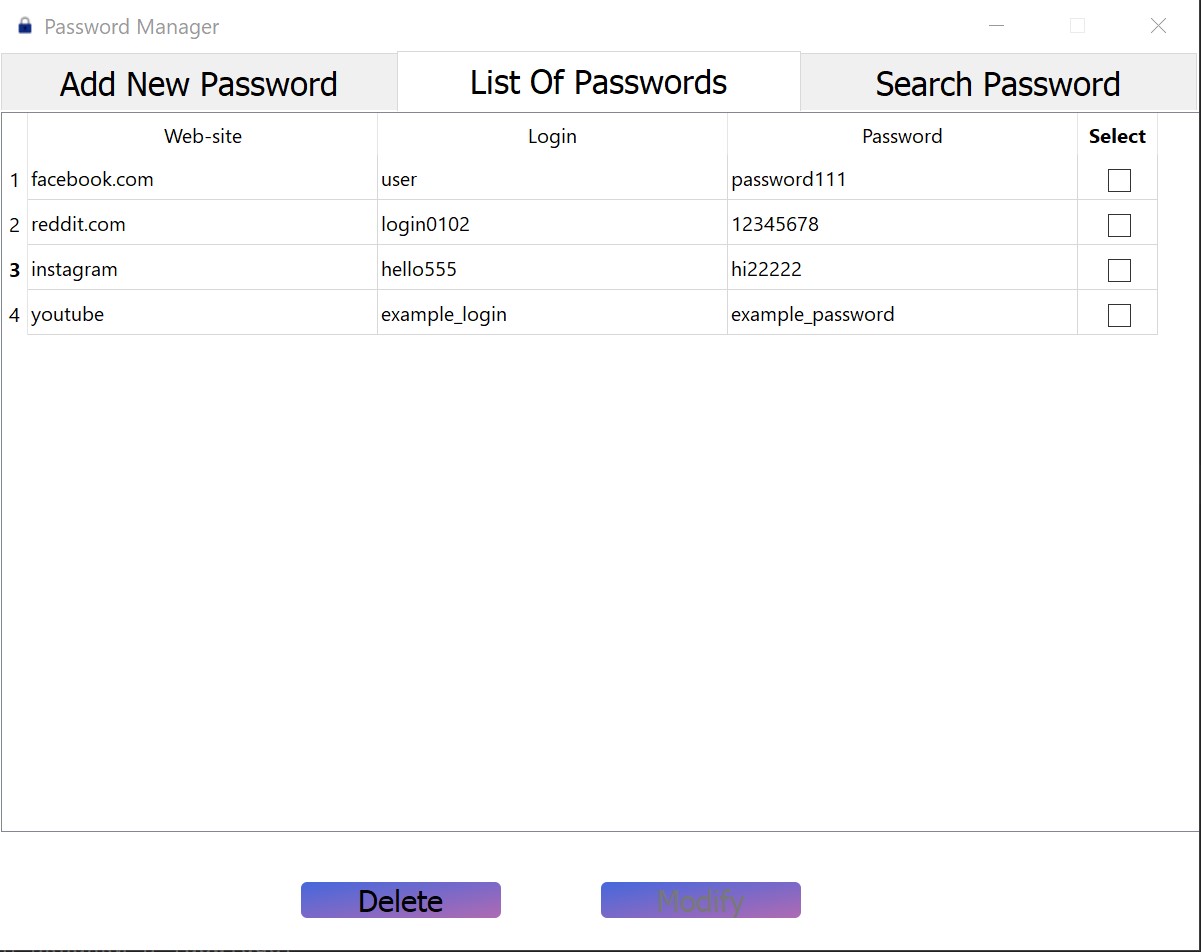 Password Manager
Add New Password List Of Passwords Search Password
Web-site Login Password Select
1 facebook.com user password111
2 reddit.com login0102 12345678
3 instagram hello555 hi22222
4 youtube example_login example_password
Delete Modify